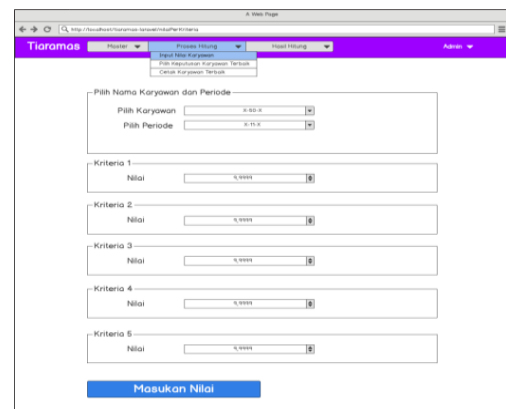 A Web Page
http://localhost/tiaramas-laravel/nilaiPerKriteria
Tiaramas Master Proses Hitung Hasil Hitung Admin
Input Nilai Karyawan
Pilih Keputusan Karyawan Terbaik
Cetak Karyawan Terbaik
Pilih Nama Karyawan dan Periode
Pilih Karyawan X-50-X
Pilih Periode X-11-X
Kriteria 1
Nilai 9,9999
Kriteria 2
Nilai 9,9999
Kriteria 3
Nilai 9,9999
Kriteria 4
Nilai 9,9999
Kriteria 5
Nilai 9,9999
Masukan Nilai